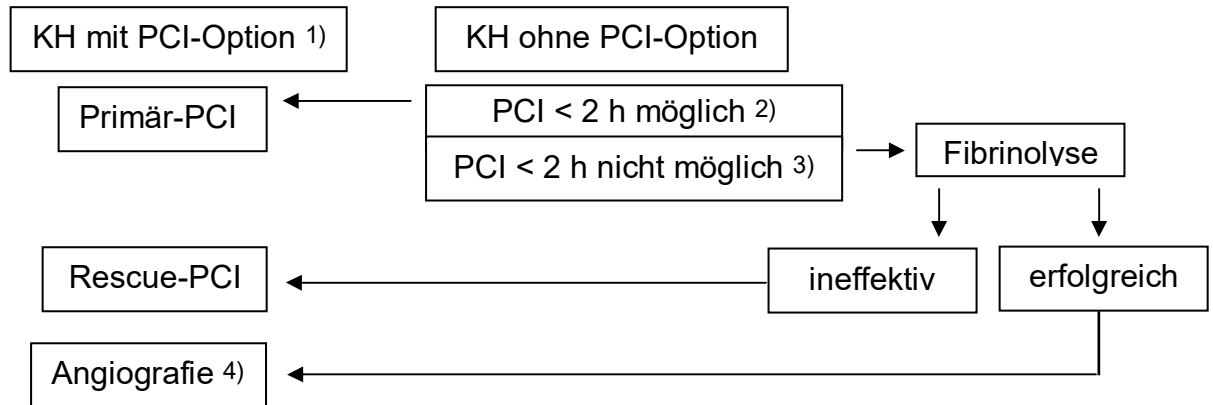 KH mit PCI-Option 1)
KH ohne PCI-Option
Primär-PCI
PCI < 2 h möglich 2)
PCI < 2 h nicht möglich 3)
Fibrinolyse
Rescue-PCI
ineffektiv
erfolgreich
Angiografie 4)